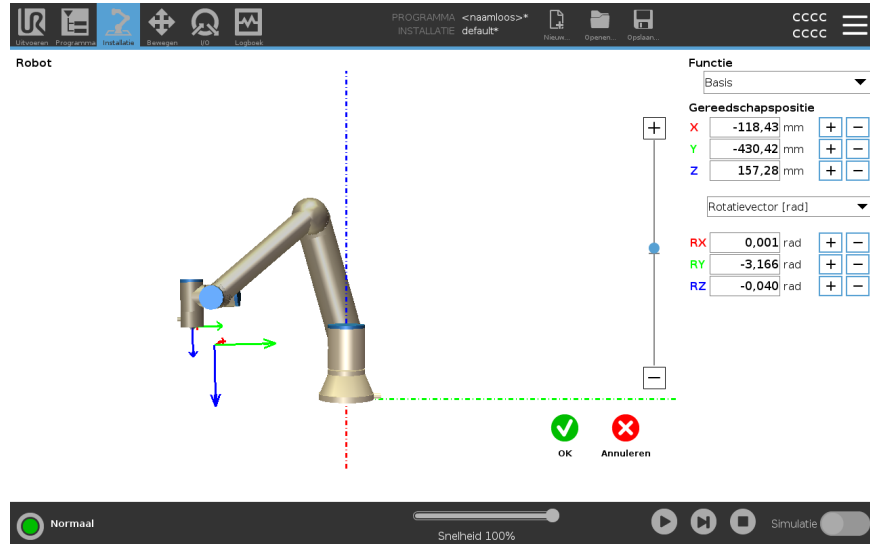 UR
PROGRAMMA <naamloos>*
INSTALLATIE default*
CCCC
CCCC
Uitvoeren Programma Installatie Bewegen I/O Logboek Nieuw... Openen... Opslaan...
Robot
Functie
Basis
Gereedschapspositie
X -118,43 mm + −
Y -430,42 mm + −
Z 157,28 mm + −
Rotatievector [rad]
RX 0,001 rad + −
RY -3,166 rad + −
RZ -0,040 rad + −
+
−
OK Annuleren
Normaal
Snelheid 100%
Simulatie